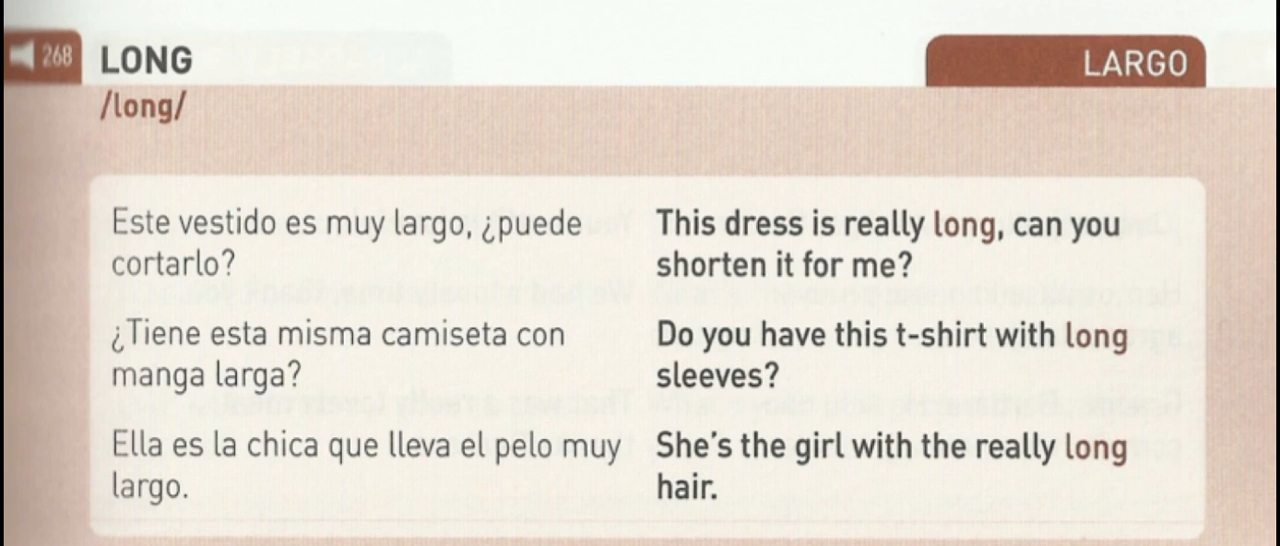 268 LONG LARGO
/long/
Este vestido es muy largo, ¿puede
cortarlo?
This dress is really long, can you
shorten it for me?
¿Tiene esta misma camiseta con
manga larga?
Do you have this t-shirt with long
sleeves?
Ella es la chica que lleva el pelo muy
largo.
She's the girl with the really long
hair.